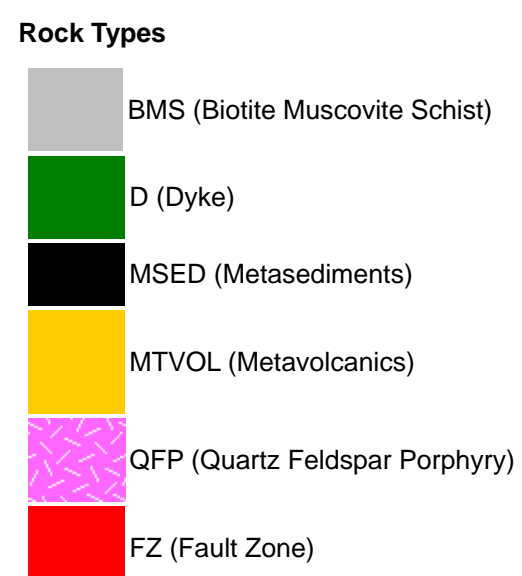 Rock Types
BMS (Biotite Muscovite Schist)
D (Dyke)
MSED (Metasediments)
MTVOL (Metavolcanics)
QFP (Quartz Feldspar Porphyry)
FZ (Fault Zone)